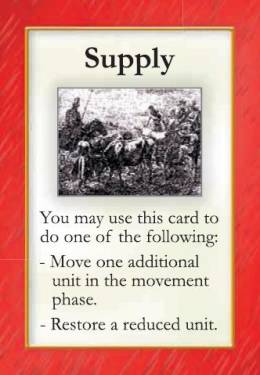 Supply
You may use this card to
do one of the following:
- Move one additional
unit in the movement
phase.
- Restore a reduced unit.